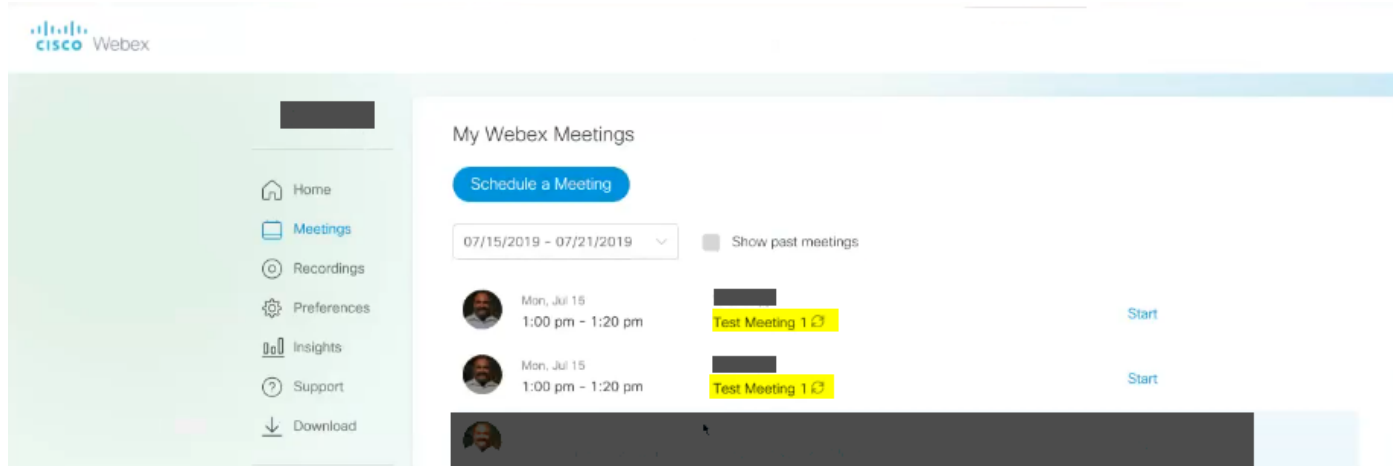 CISCO Webex
My Webex Meetings
Schedule a Meeting
Home
Meetings
Recordings
Preferences
Insights
Support
Download
07/15/2019 - 07/21/2019
Show past meetings
Mon, Jul 15
1:00 pm - 1:20 pm
Test Meeting 1
Start
Mon, Jul 15
1:00 pm - 1:20 pm
Test Meeting 1
Start